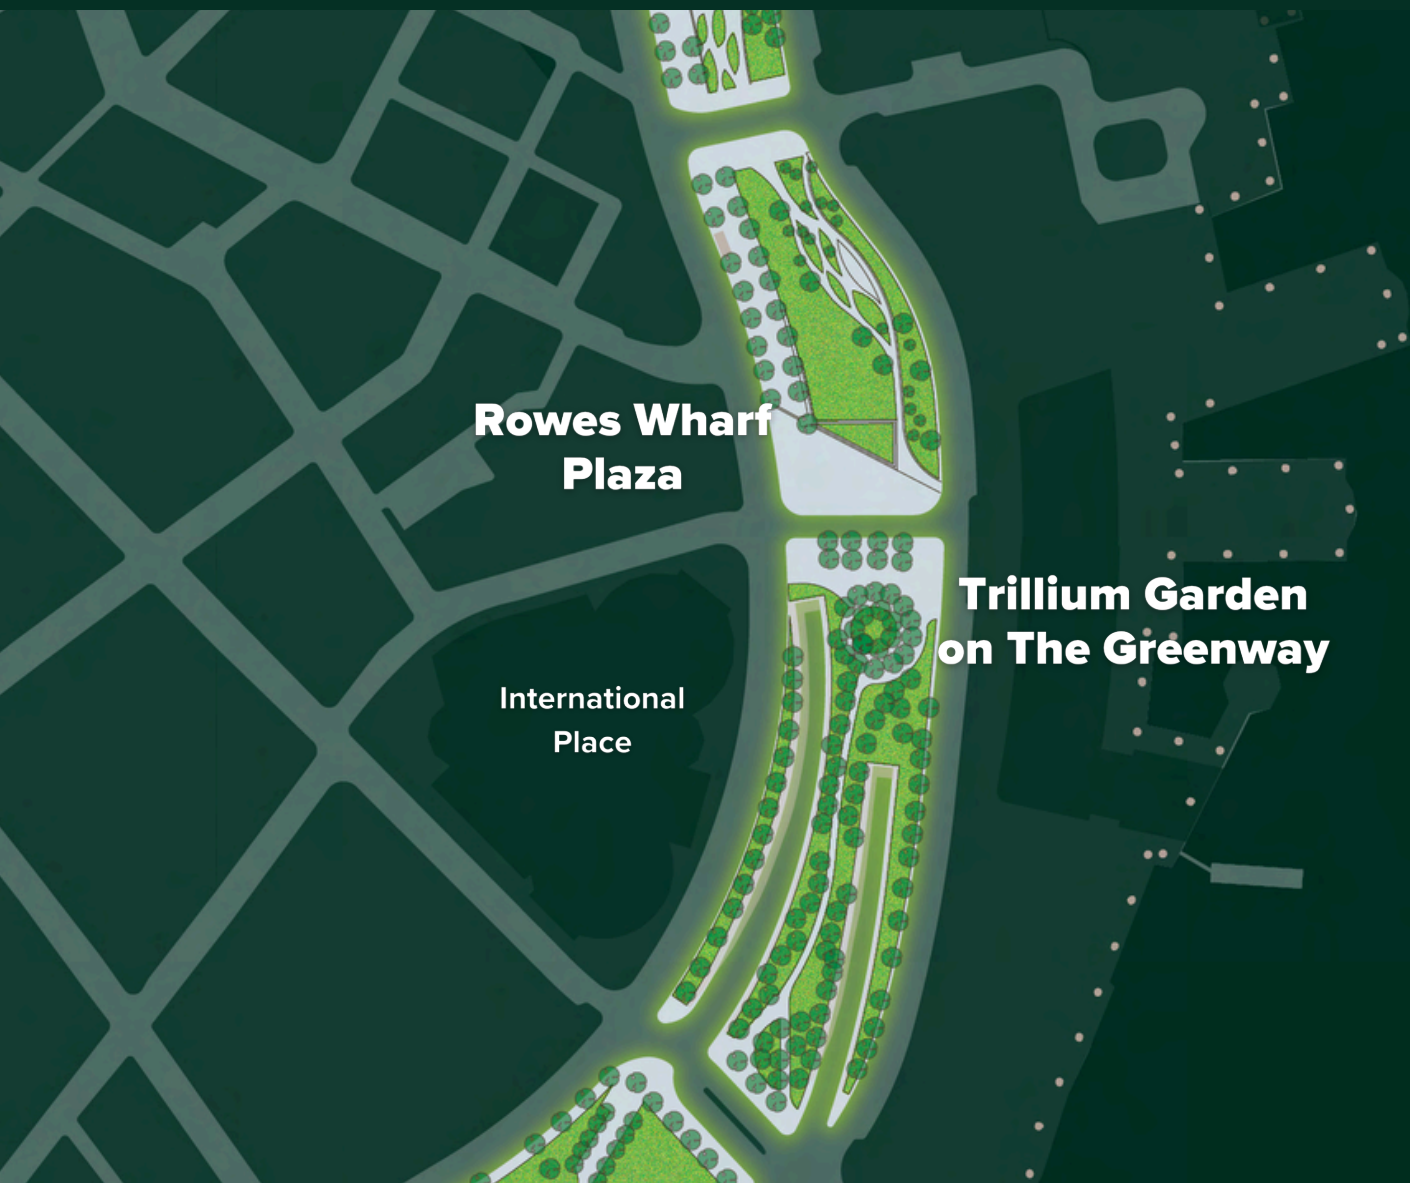 Rowes Wharf
Plaza
Trillium Garden
on The Greenway
International
Place